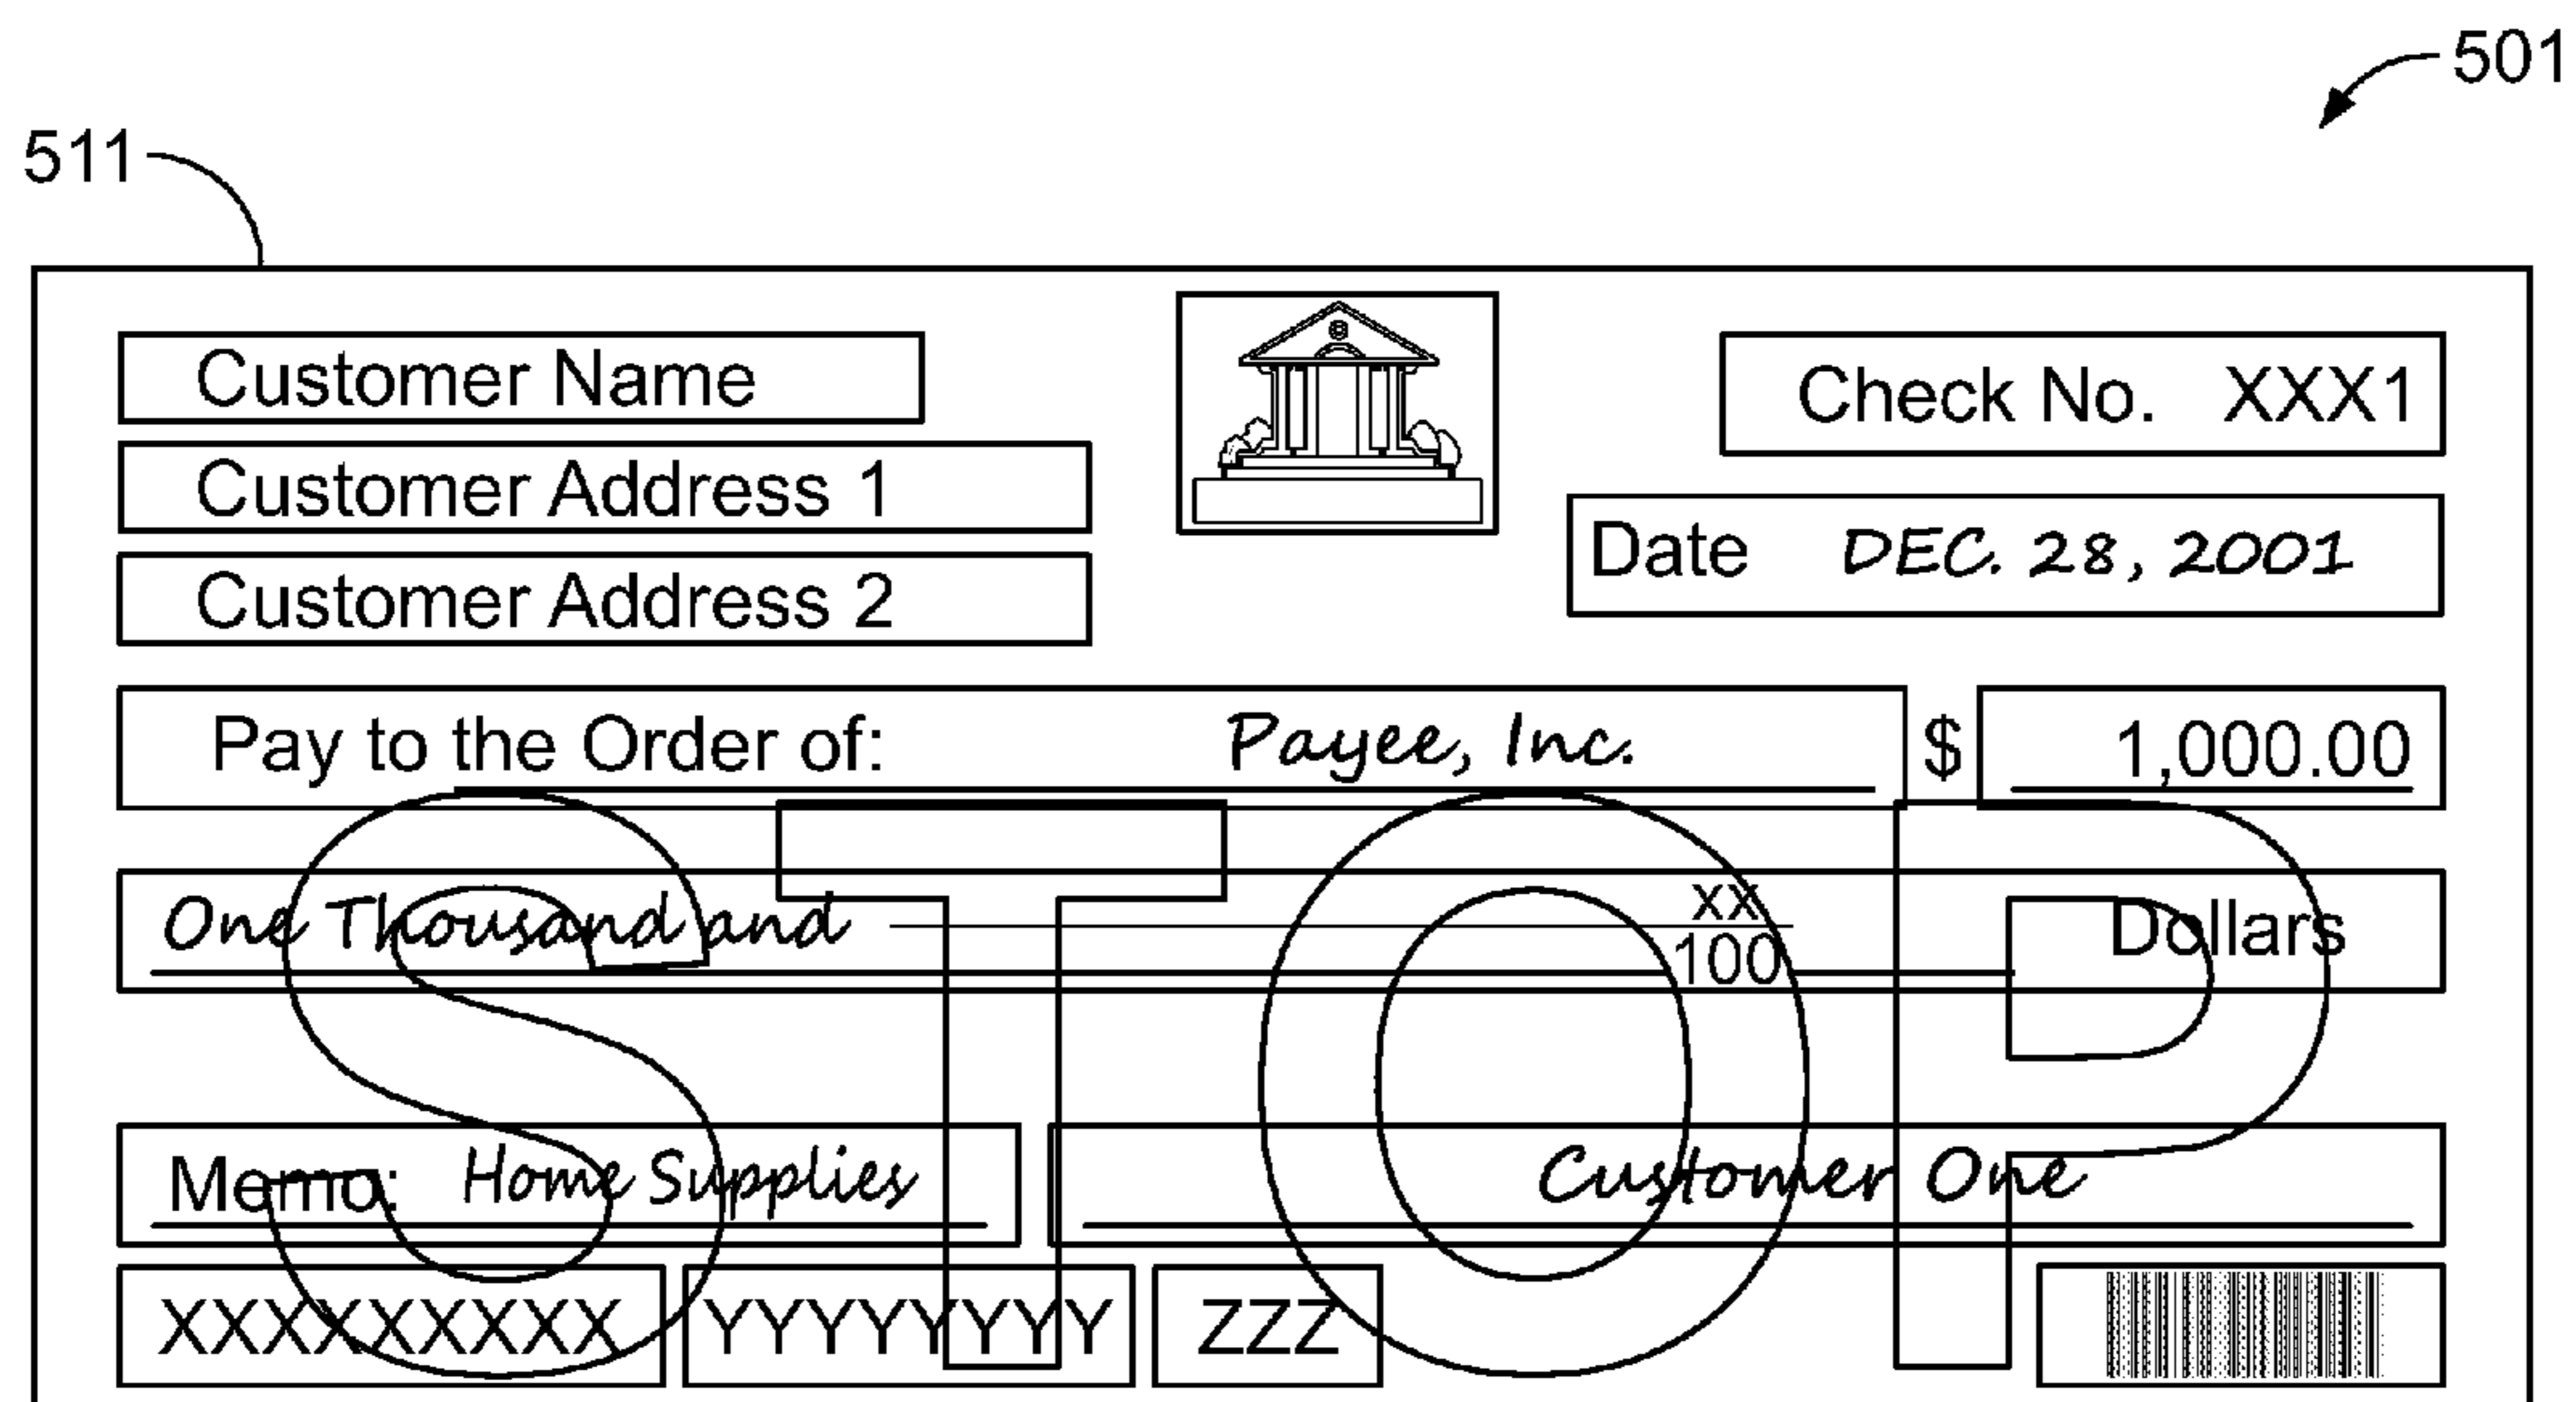 501
511
Customer Name
Check No. XXX1
Customer Address 1
Date DEC. 28, 2001
Customer Address 2
Pay to the Order of: Payee, Inc. $ 1,000.00
One Thousand and xx/100 Dollars
STOP
Memo: Home Supplies Customer One
XXXXXXXXX YYYYYYYY ZZZ